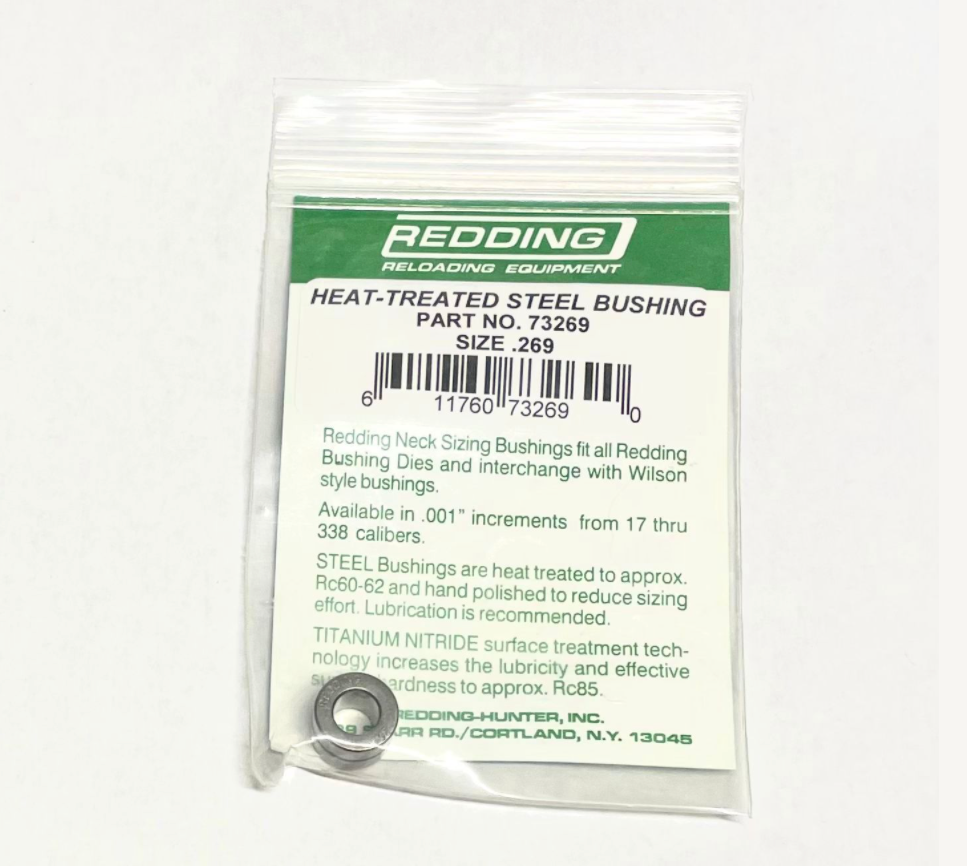 REDDING
RELOADING EQUIPMENT
HEAT-TREATED STEEL BUSHING
PART NO. 73269
SIZE .269
6 11760 73269 0
Redding Neck Sizing Bushings fit all Redding
Bushing Dies and interchange with Wilson
style bushings.
Available in .001" increments from 17 thru
338 calibers.
STEEL Bushings are heat treated to approx.
Rc60-62 and hand polished to reduce sizing
effort. Lubrication is recommended.
TITANIUM NITRIDE surface treatment tech-
nology increases the lubricity and effective
ardness to approx. Rc85.
REDDING-HUNTER, INC.
RR RD./CORTLAND, N.Y. 13045